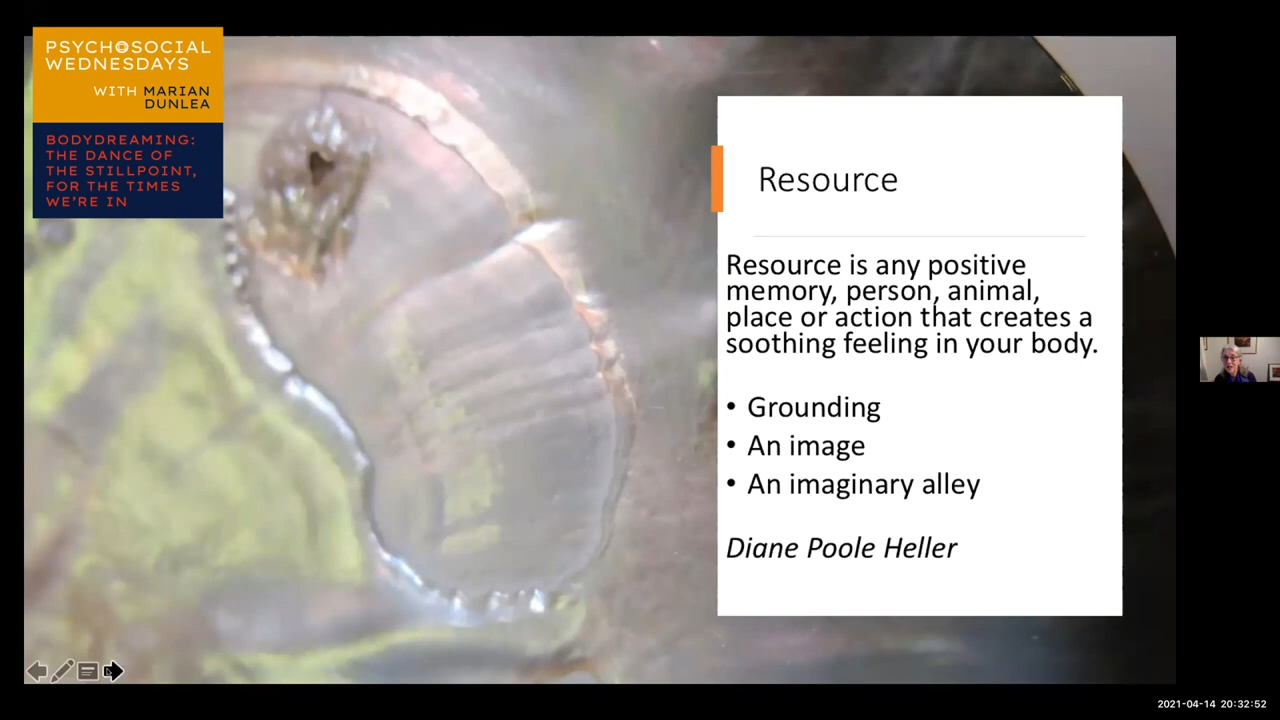 PSYCHOSOCIAL
WEDNESDAYS
WITH MARIAN
DUNLEA
BODYDREAMING:
THE DANCE OF
THE STILLPOINT,
FOR THE TIMES
WE'RE IN
Resource
Resource is any positive
memory, person, animal,
place or action that creates a
soothing feeling in your body.
• Grounding
• An image
• An imaginary alley
Diane Poole Heller
2021-04-14 20:32:52